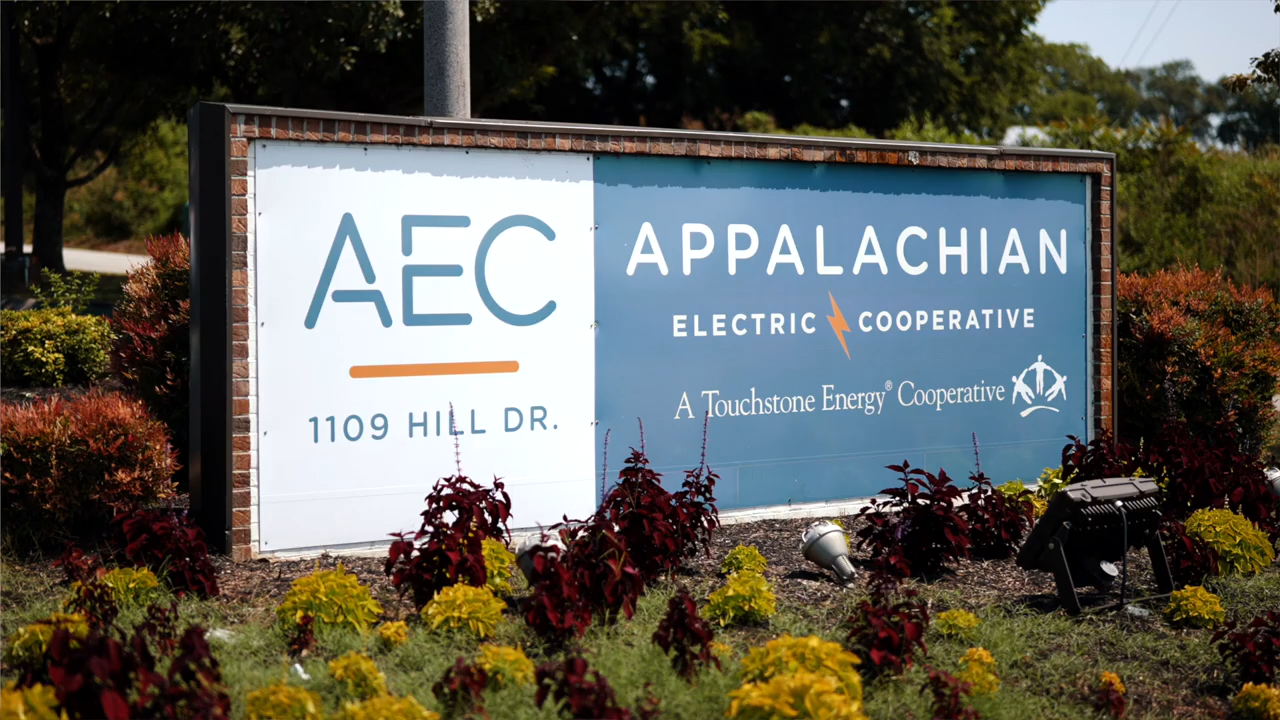 AEC
1109 HILL DR.
APPALACHIAN
ELECTRIC COOPERATIVE
A Touchstone Energy® Cooperative